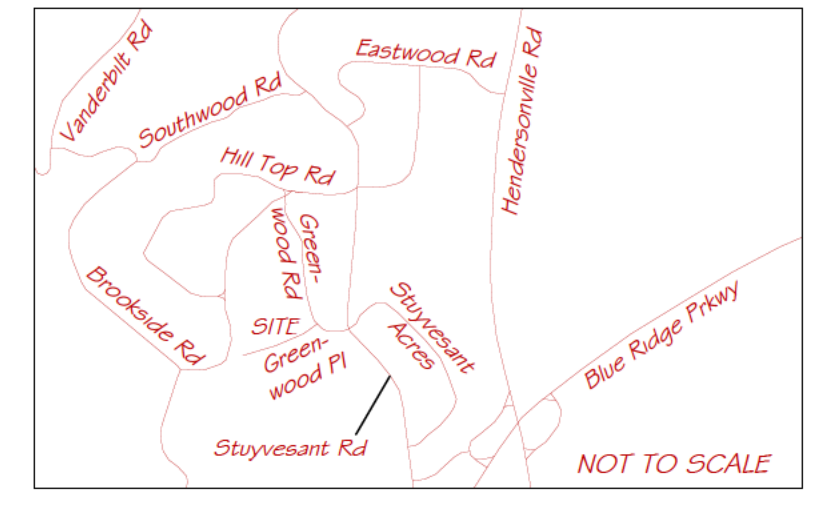 Vanderbilt Rd
Southwood Rd
Eastwood Rd
Hendersonville Rd
Hill Top Rd
Green-
wood Rd
Brookside Rd
SITE
Green-
wood Pl
Stuyvesant
Acres
Blue Ridge Prkwy
Stuyvesant Rd
NOT TO SCALE